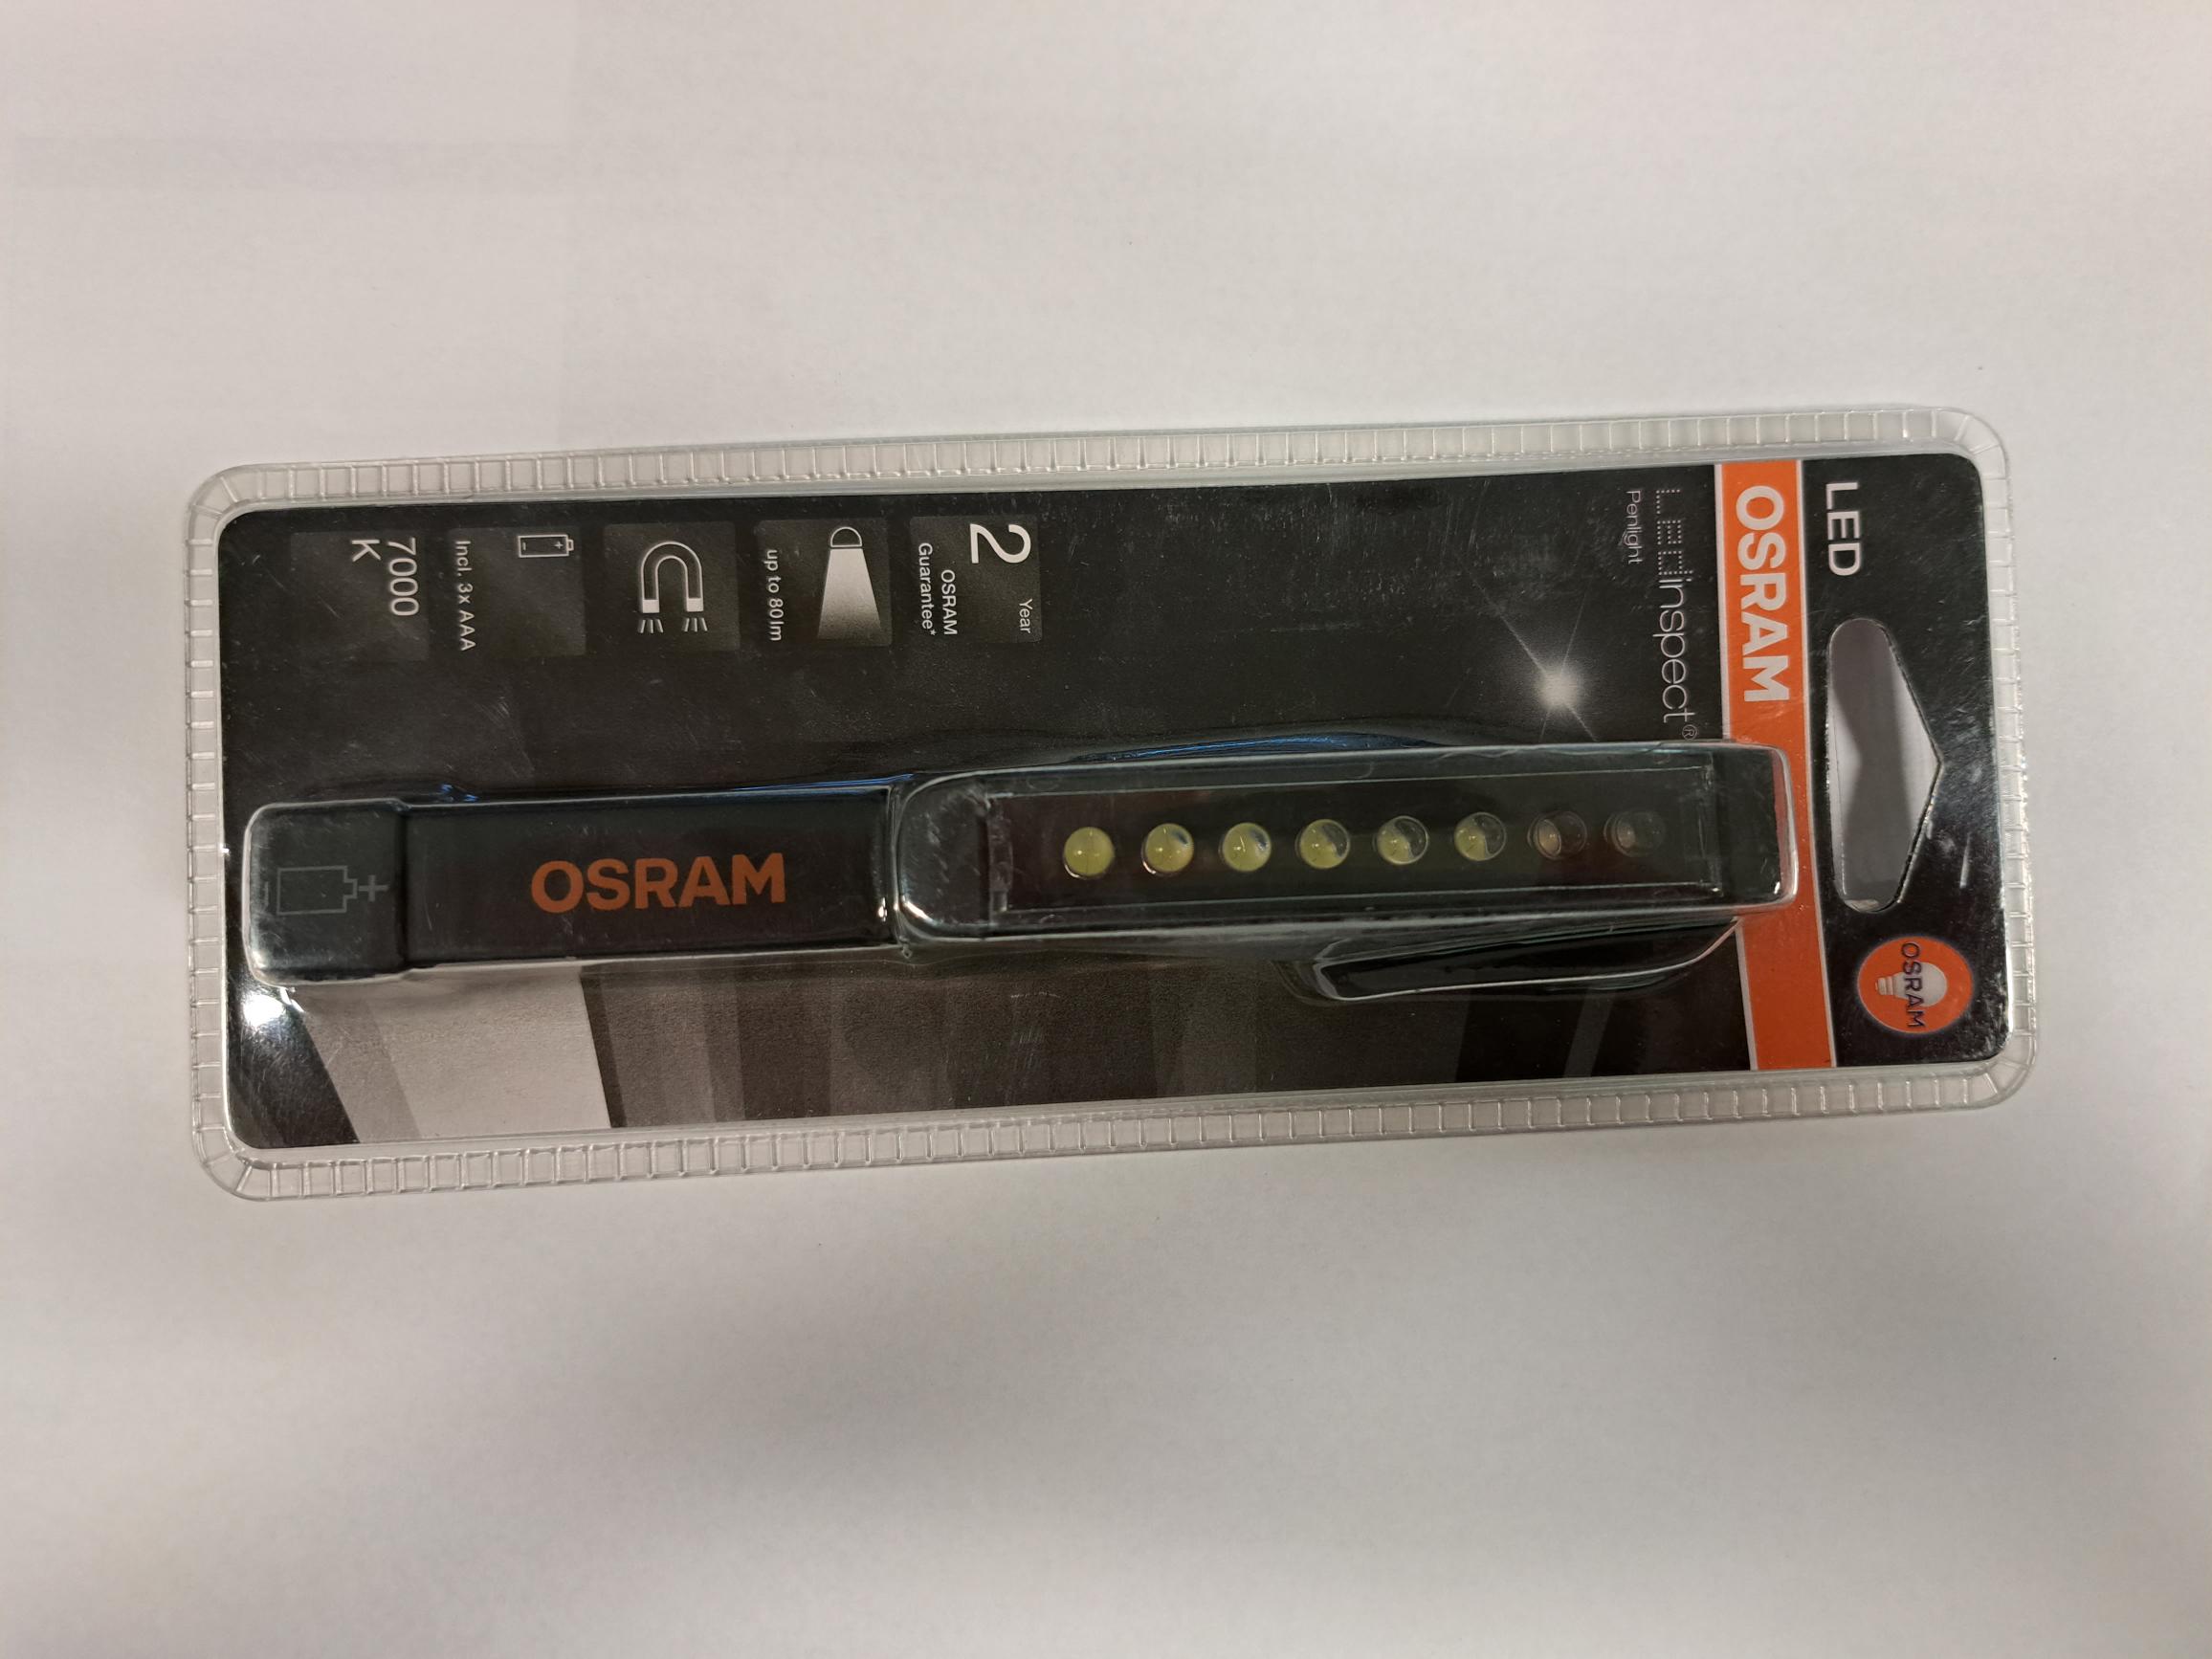 LED
OSRAM
OSRAM
LEDinspect®
Penlight
2 Year
OSRAM
Guarantee*
up to 80lm
Incl. 3x AAA
7000
K
OSRAM